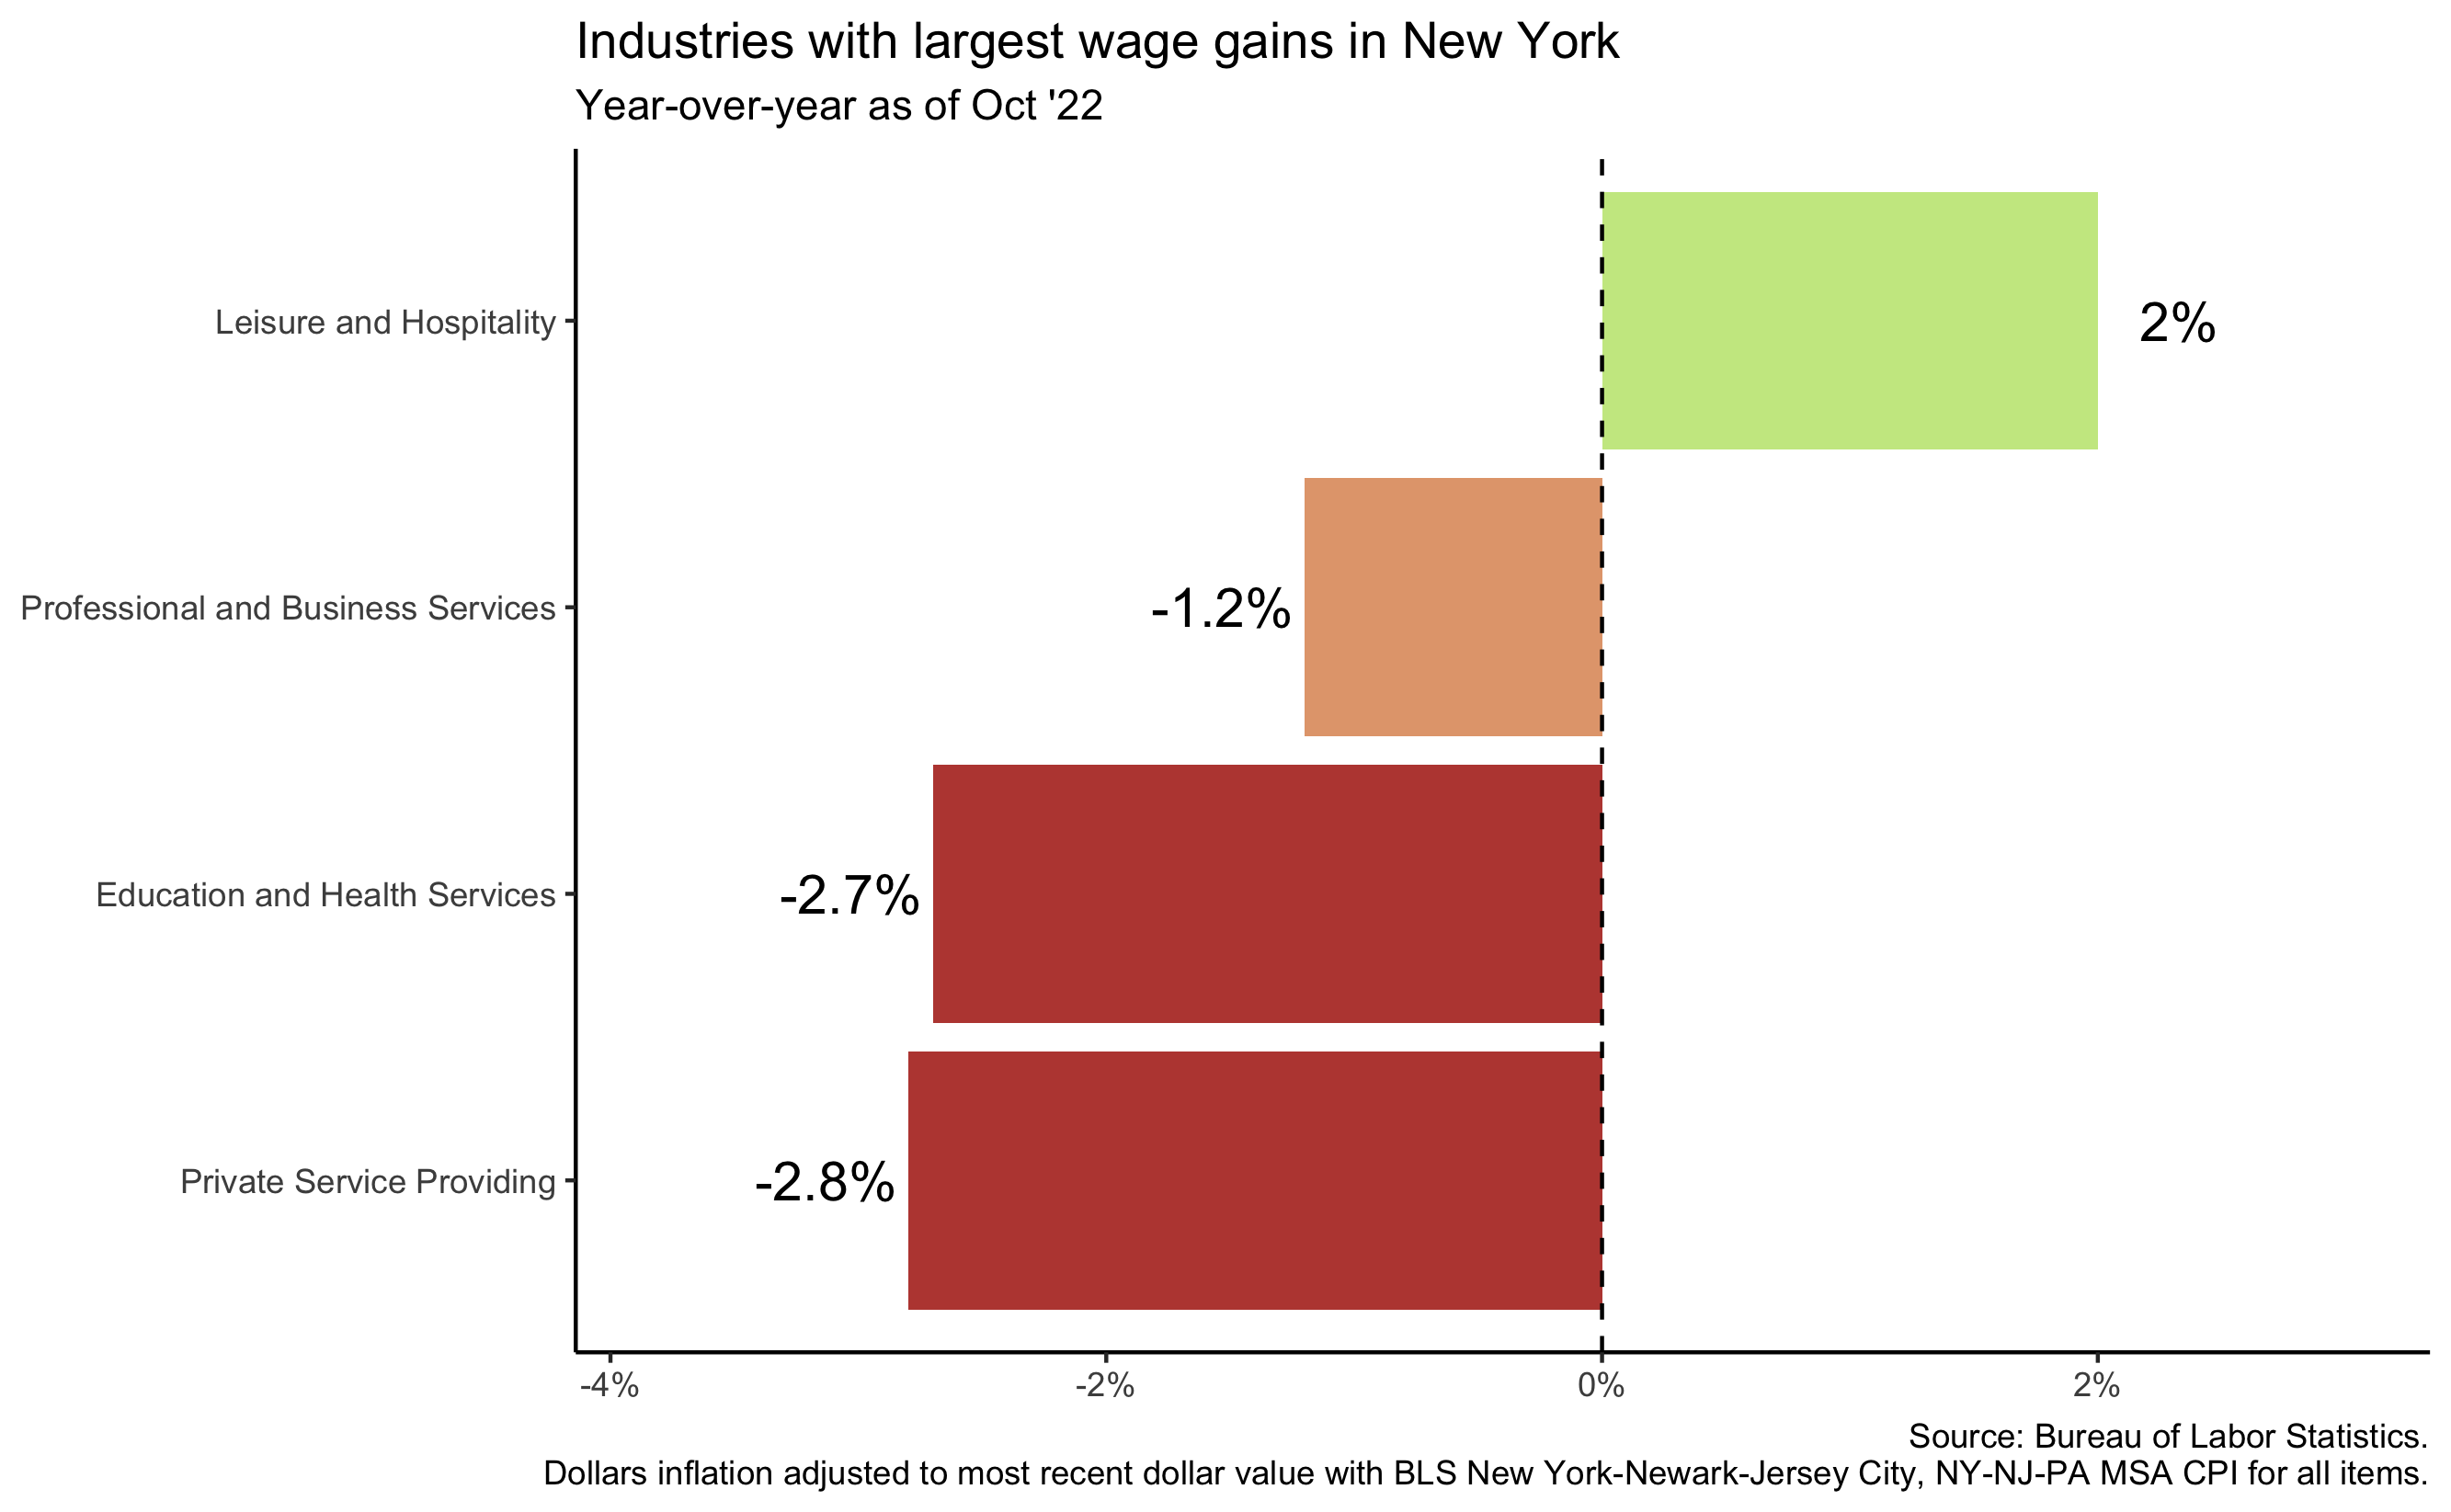 Industries with largest wage gains in New York
Year-over-year as of Oct '22
Leisure and Hospitality
2%
Professional and Business Services
-1.2%
Education and Health Services
-2.7%
Private Service Providing
-2.8%
-4%
-2%
0%
2%
Source: Bureau of Labor Statistics.
Dollars inflation adjusted to most recent dollar value with BLS New York-Newark-Jersey City, NY-NJ-PA MSA CPI for all items.